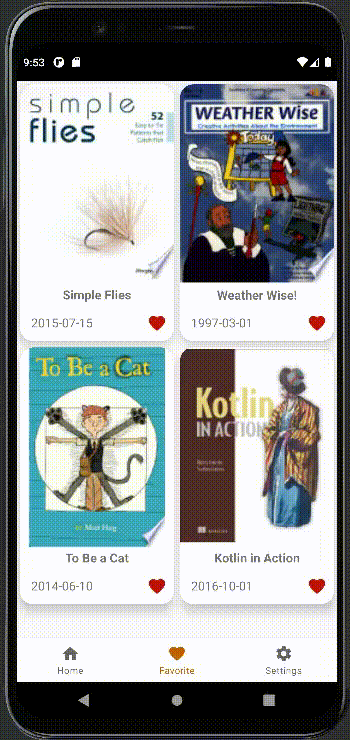 9:53
simple
flies
52
Easy-to-Tie
Patterns that
Catch Fish
Simple Flies
2015-07-15
WEATHER Wise
Creative Activities About the Environment
Today
Weather Wise!
1997-03-01
To Be a Cat
by Matt Haig
To Be a Cat
2014-06-10
Kotlin
IN ACTION
MANNING
Kotlin in Action
2016-10-01
Home
Favorite
Settings